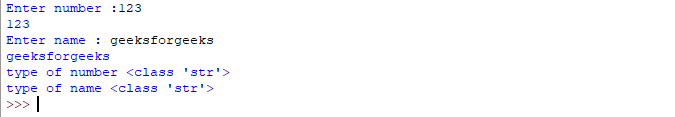 Enter number :123
123
Enter name : geeksforgeeks
geeksforgeeks
type of number <class 'str'>
type of name <class 'str'>
>>>